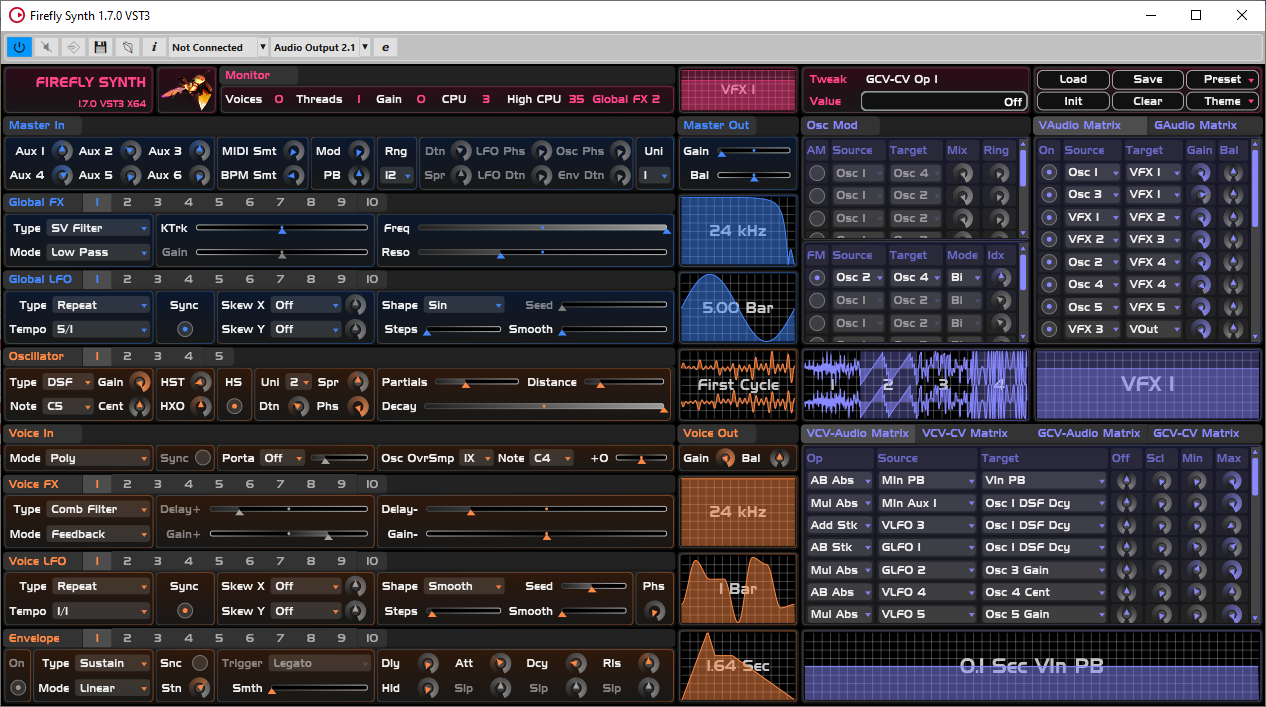 Firefly Synth 1.7.0 VST3
i Not Connected Audio Output 2.1 e
FIREFLY SYNTH
1.7.0 VST3 X64
Monitor
Voices 0 Threads 1 Gain 0 CPU 3 High CPU 35 Global FX 2
VFX 1
Tweak GCV-CV Op 1
Value Off
Load Save Preset
Init Clear Theme
Master In
Aux 1 Aux 2 Aux 3 MIDI Smt Mod Rng Dtn LFO Phs Osc Phs Uni
Aux 4 Aux 5 Aux 6 BPM Smt PB 12 Spr LFO Dtn Env Dtn 1
Master Out
Gain
Bal
Global FX 1 2 3 4 5 6 7 8 9 10
Type SV Filter KTrk Freq
Mode Low Pass Gain Reso
24 kHz
Global LFO 1 2 3 4 5 6 7 8 9 10
Type Repeat Sync Skew X Off Shape Sin Seed
Tempo 5/1 Skew Y Off Steps Smooth
5.00 Bar
Osc Mod
AM Source Target Mix Ring
Osc 1 Osc 4
Osc 1 Osc 2
Osc 1 Osc 2
FM Source Target Mode Idx
Osc 2 Osc 4 Bi
Osc 1 Osc 2 Bi
Osc 1 Osc 2 Bi
VAudio Matrix GAudio Matrix
On Source Target Gain Bal
Osc 1 VFX 1
Osc 3 VFX 1
VFX 1 VFX 2
VFX 2 VFX 3
Osc 2 VFX 4
Osc 4 VFX 4
Osc 5 VFX 5
VFX 3 VOut
Oscillator 1 2 3 4 5
Type DSF Gain HST HS Uni 2 Spr Partials Distance
Note C5 Cent HXO Dtn Phs Decay
First Cycle
1 2 3 4
VFX 1
Voice In
Mode Poly Sync Porta Off Osc OvrSmp 1X Note C4 +0
Voice Out
Gain Bal
Voice FX 1 2 3 4 5 6 7 8 9 10
Type Comb Filter Delay+ Delay-
Mode Feedback Gain+ Gain-
24 kHz
Voice LFO 1 2 3 4 5 6 7 8 9 10
Type Repeat Sync Skew X Off Shape Smooth Seed Phs
Tempo 1/1 Skew Y Off Steps Smooth
1 Bar
Envelope 1 2 3 4 5 6 7 8 9 10
On Type Sustain Snc Trigger Legato Dly Att Dcy Rls
Mode Linear Stn Smth Hld Slp Slp Slp
1.64 Sec
VCV-Audio Matrix VCV-CV Matrix GCV-Audio Matrix GCV-CV Matrix
Op Source Target Off Scl Min Max
AB Abs MIn PB VIn PB
Mul Abs MIn Aux 1 Osc 1 DSF Dcy
Add Stk VLFO 3 Osc 1 DSF Dcy
AB Stk GLFO 1 Osc 1 DSF Dcy
Mul Abs GLFO 2 Osc 3 Gain
AB Abs VLFO 4 Osc 4 Cent
Mul Abs VLFO 5 Osc 5 Gain
0.1 Sec VIn PB